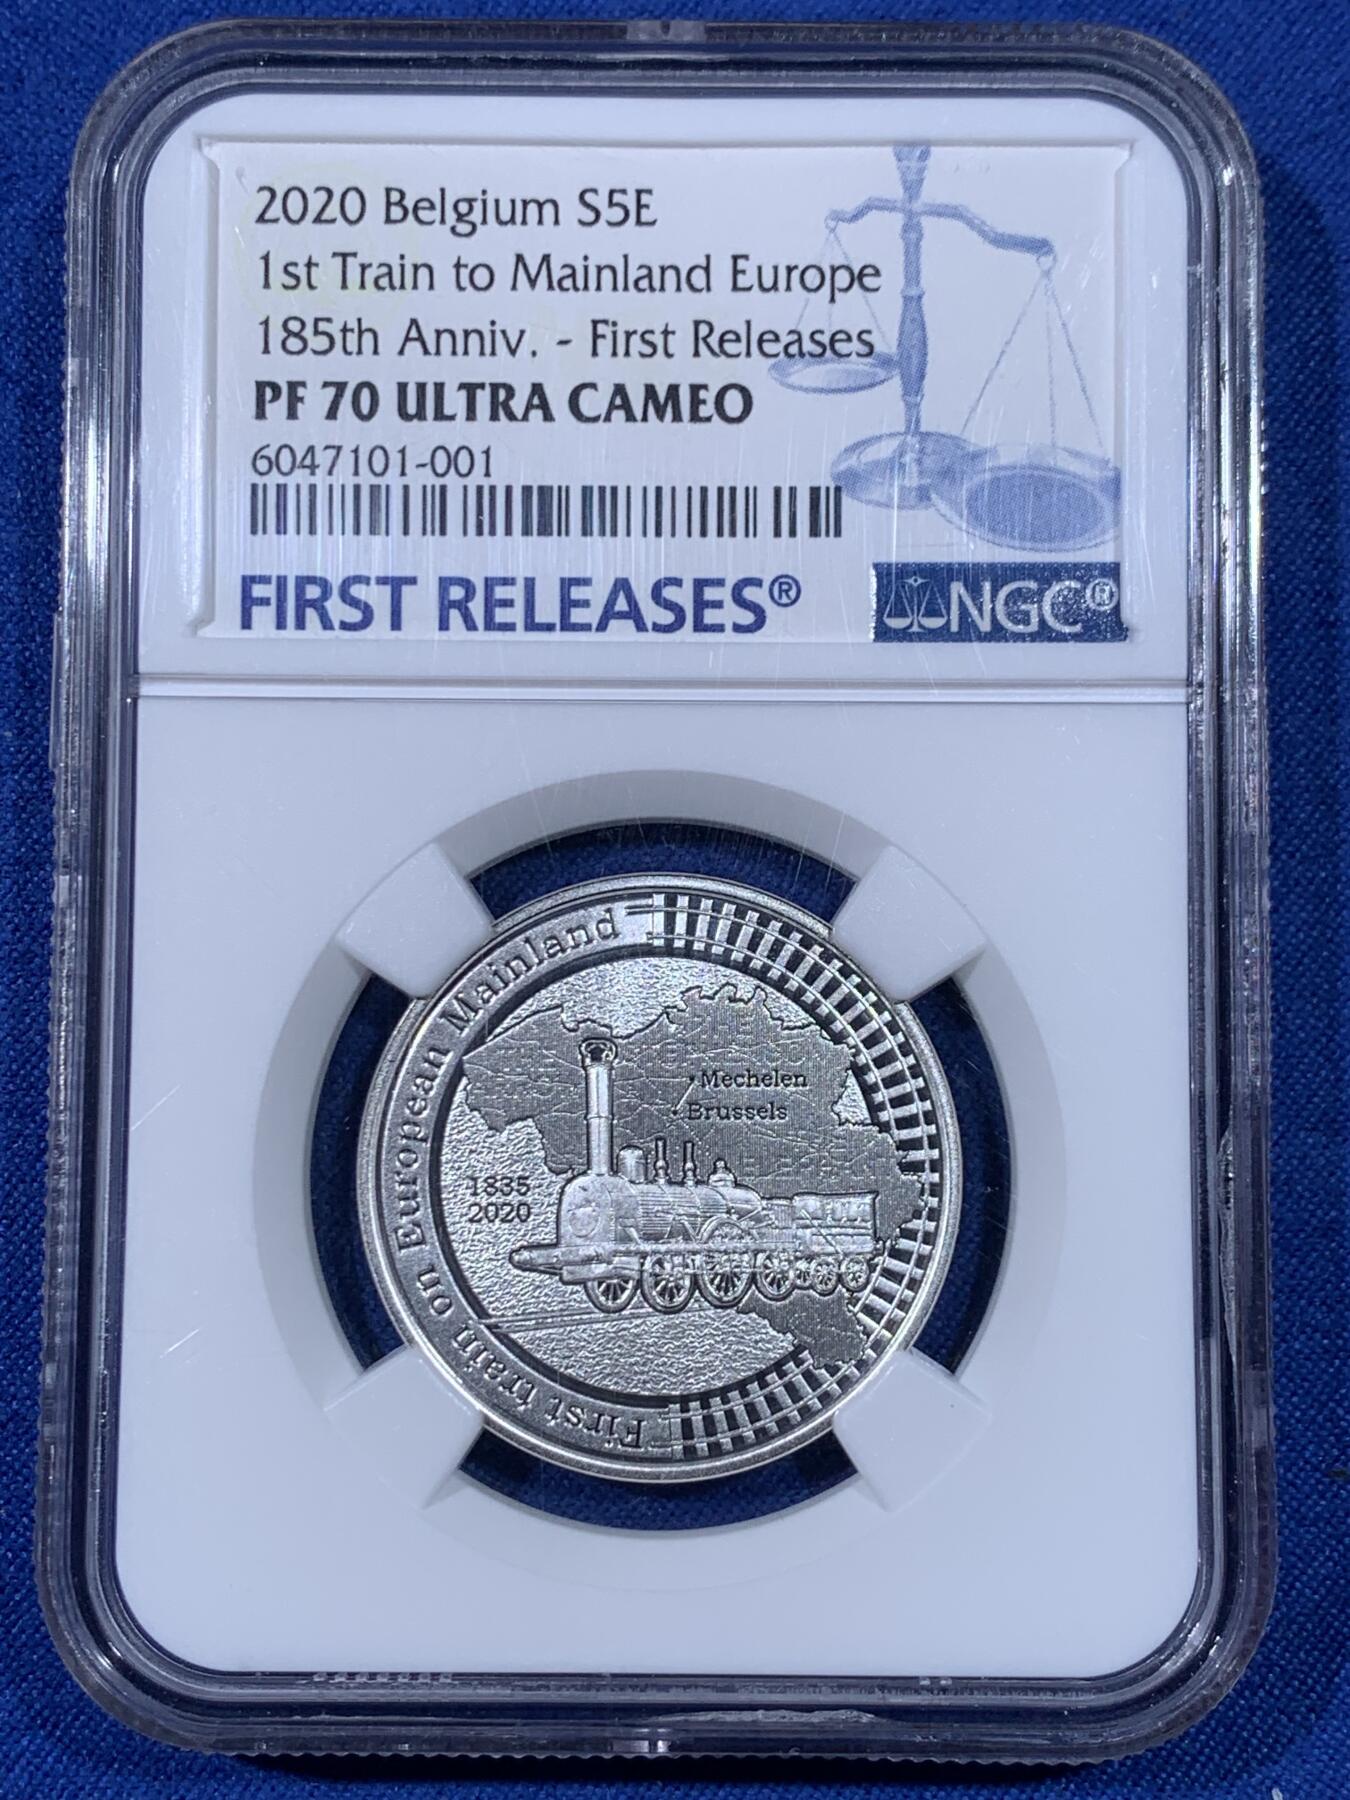 2020 Belgium S5E
1st Train to Mainland Europe
185th Anniv. - First Releases
PF 70 ULTRA CAMEO
6047101-001
FIRST RELEASES®
NGC®
First train on European Mainland
Mechelen
Brussels
1835
2020